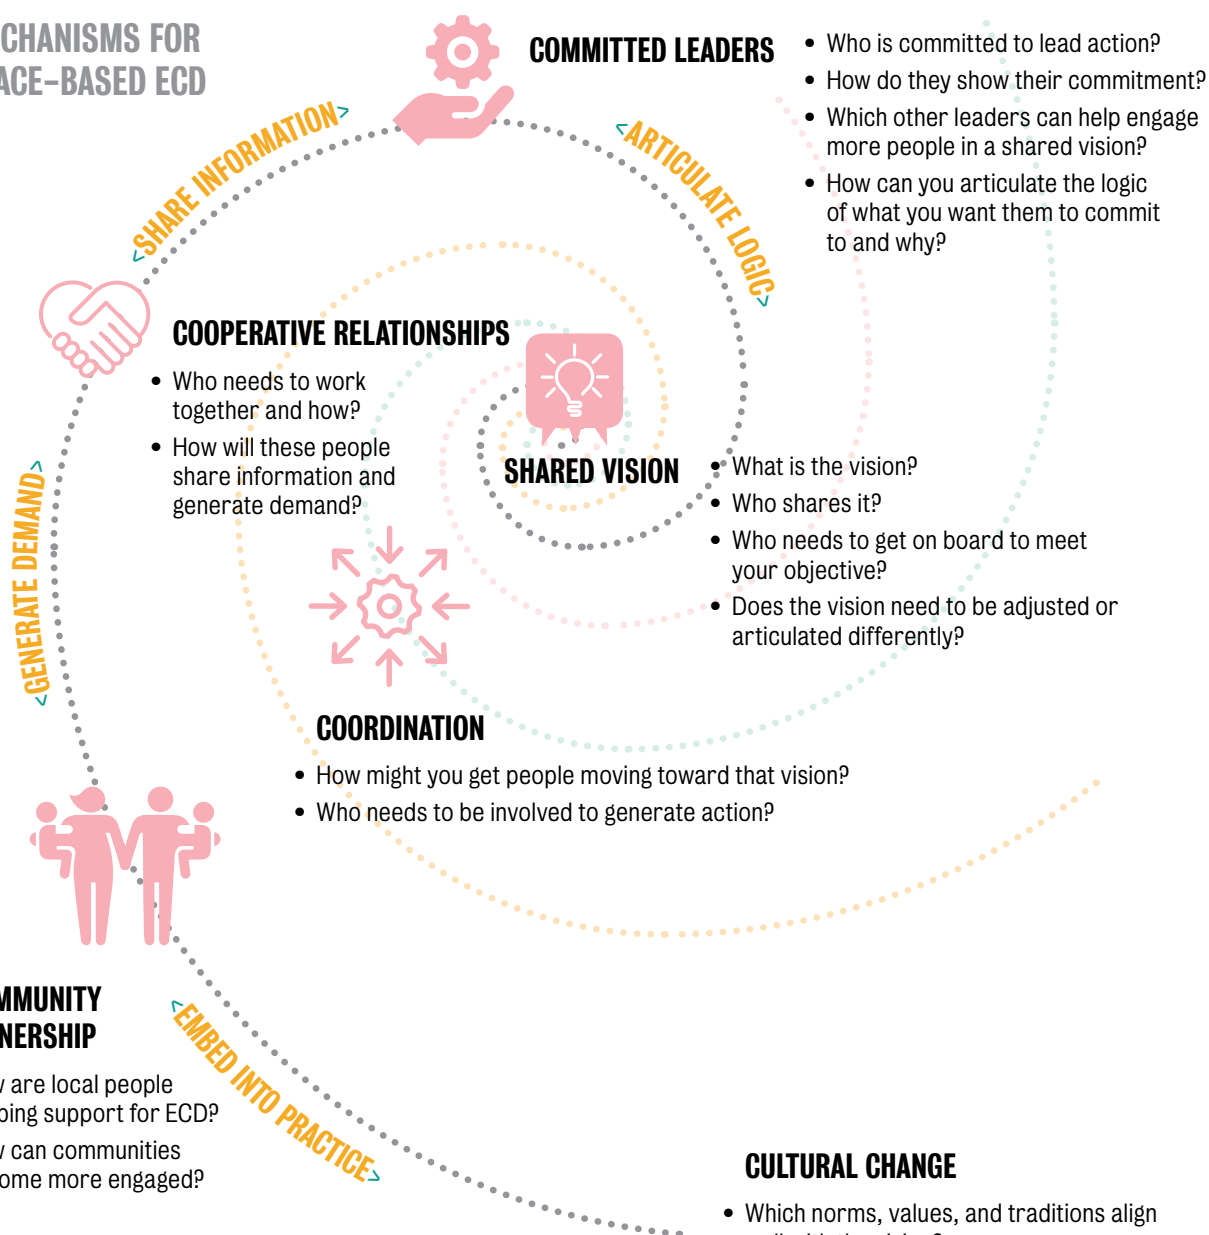 CHANISMS FOR
ACE-BASED ECD
COMMITTED LEADERS
• Who is committed to lead action?
• How do they show their commitment?
• Which other leaders can help engage
more people in a shared vision?
• How can you articulate the logic
of what you want them to commit
to and why?
<SHARE INFORMATION>
<ARTICULATE LOGIC>
COOPERATIVE RELATIONSHIPS
• Who needs to work
together and how?
• How will these people
share information and
generate demand?
SHARED VISION
• What is the vision?
• Who shares it?
• Who needs to get on board to meet
your objective?
• Does the vision need to be adjusted or
articulated differently?
<GENERATE DEMAND>
COORDINATION
• How might you get people moving toward that vision?
• Who needs to be involved to generate action?
MMUNITY
NERSHIP
w are local people
ping support for ECD?
w can communities
ome more engaged?
<EMBED INTO PRACTICE>
CULTURAL CHANGE
• Which norms, values, and traditions align